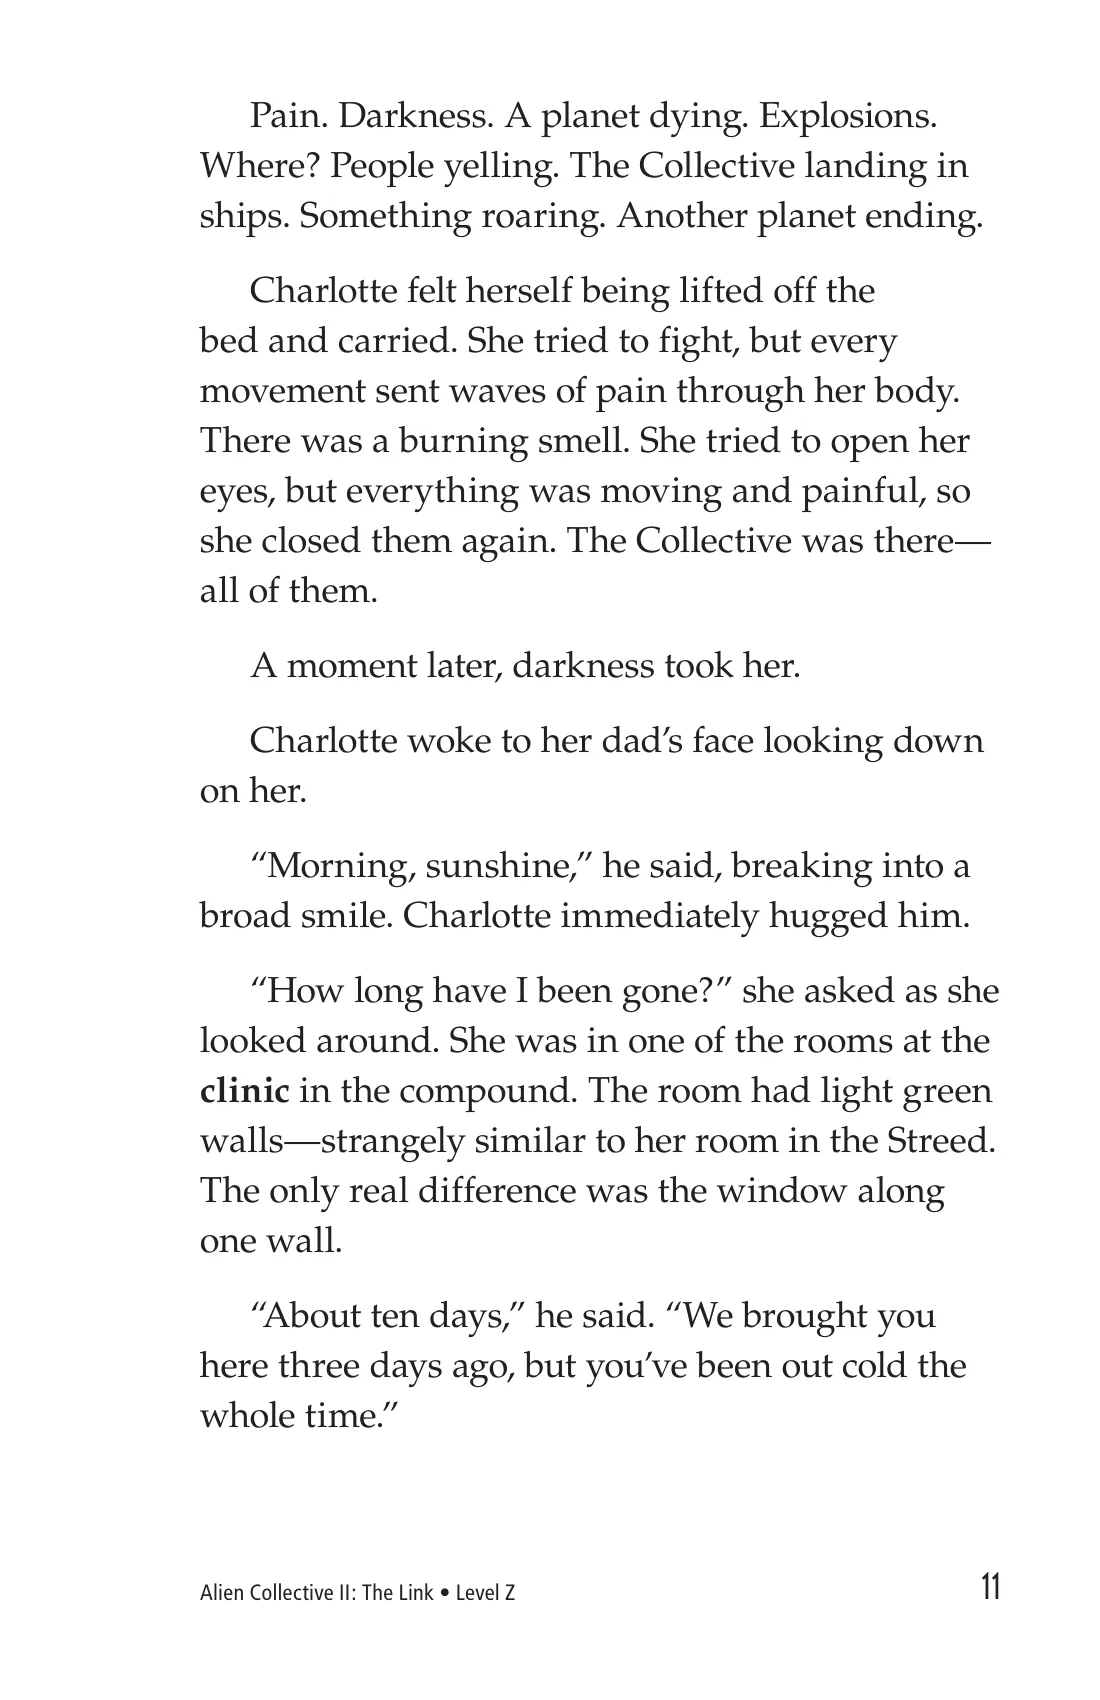 Pain. Darkness. A planet dying. Explosions.
Where? People yelling. The Collective landing in
ships. Something roaring. Another planet ending.
Charlotte felt herself being lifted off the
bed and carried. She tried to fight, but every
movement sent waves of pain through her body.
There was a burning smell. She tried to open her
eyes, but everything was moving and painful, so
she closed them again. The Collective was there—
all of them.
A moment later, darkness took her.
Charlotte woke to her dad’s face looking down
on her.
“Morning, sunshine,” he said, breaking into a
broad smile. Charlotte immediately hugged him.
“How long have I been gone?” she asked as she
looked around. She was in one of the rooms at the
clinic in the compound. The room had light green
walls—strangely similar to her room in the Streed.
The only real difference was the window along
one wall.
“About ten days,” he said. “We brought you
here three days ago, but you’ve been out cold the
whole time.”
Alien Collective II: The Link • Level Z 11